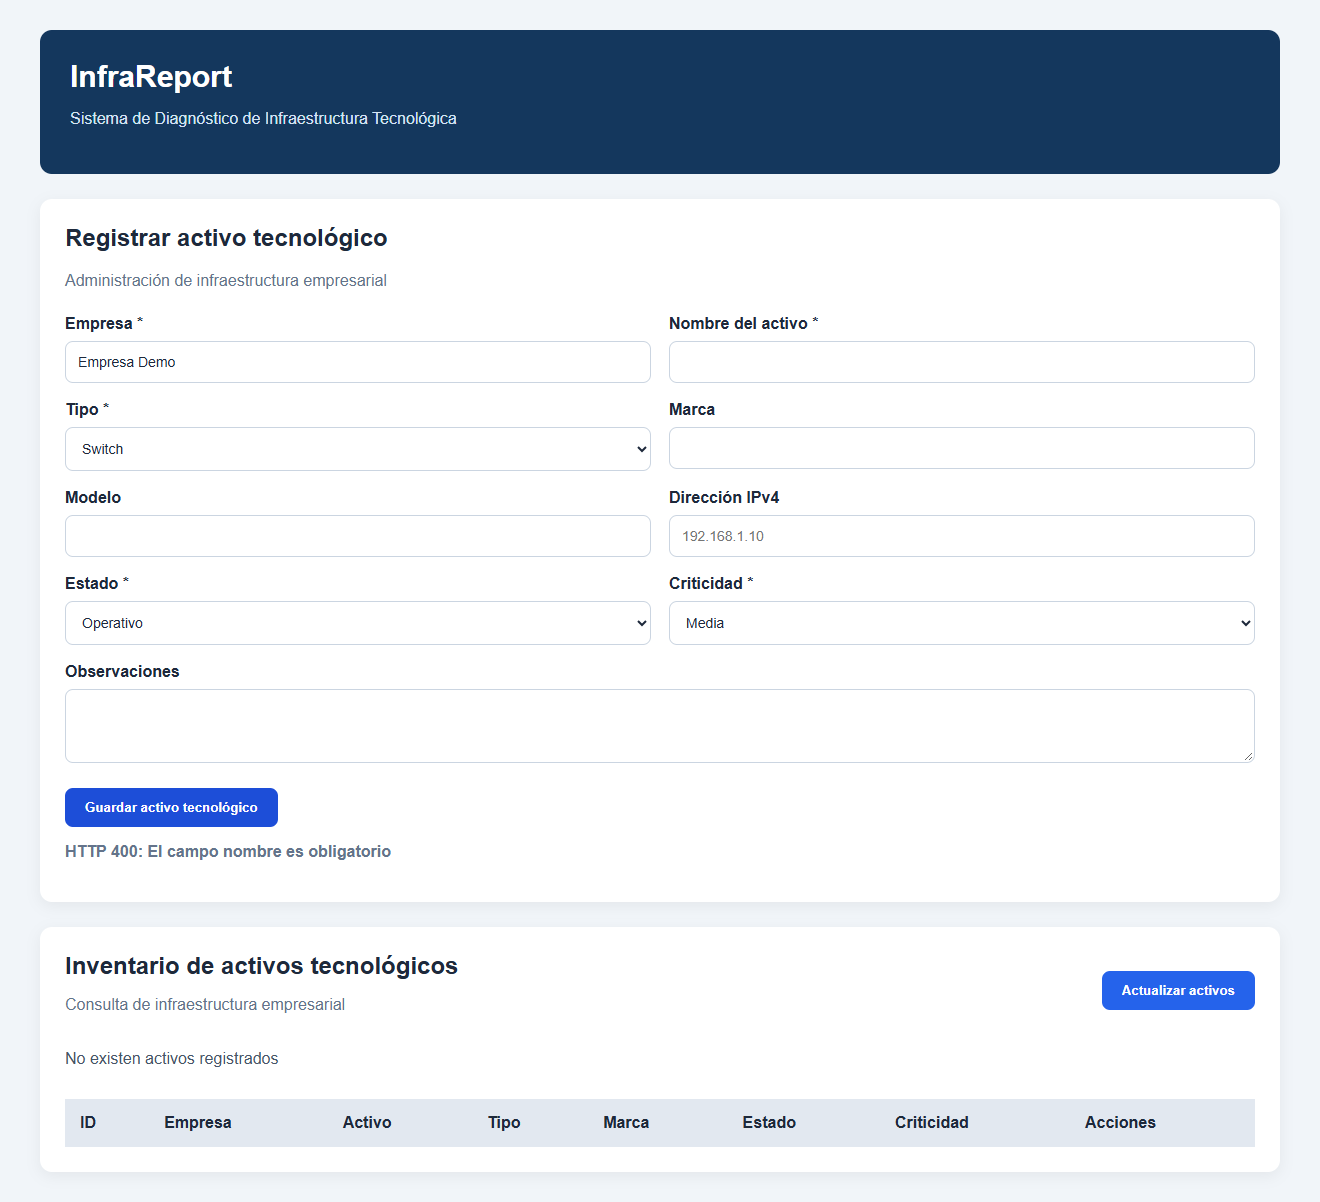 InfraReport
Sistema de Diagnóstico de Infraestructura Tecnológica
Registrar activo tecnológico
Administración de infraestructura empresarial
Empresa *
Nombre del activo *
Empresa Demo
Tipo *
Marca
Switch
Modelo
Dirección IPv4
192.168.1.10
Estado *
Criticidad *
Operativo
Media
Observaciones
Guardar activo tecnológico
HTTP 400: El campo nombre es obligatorio
Inventario de activos tecnológicos
Consulta de infraestructura empresarial
Actualizar activos
No existen activos registrados
ID Empresa Activo Tipo Marca Estado Criticidad Acciones